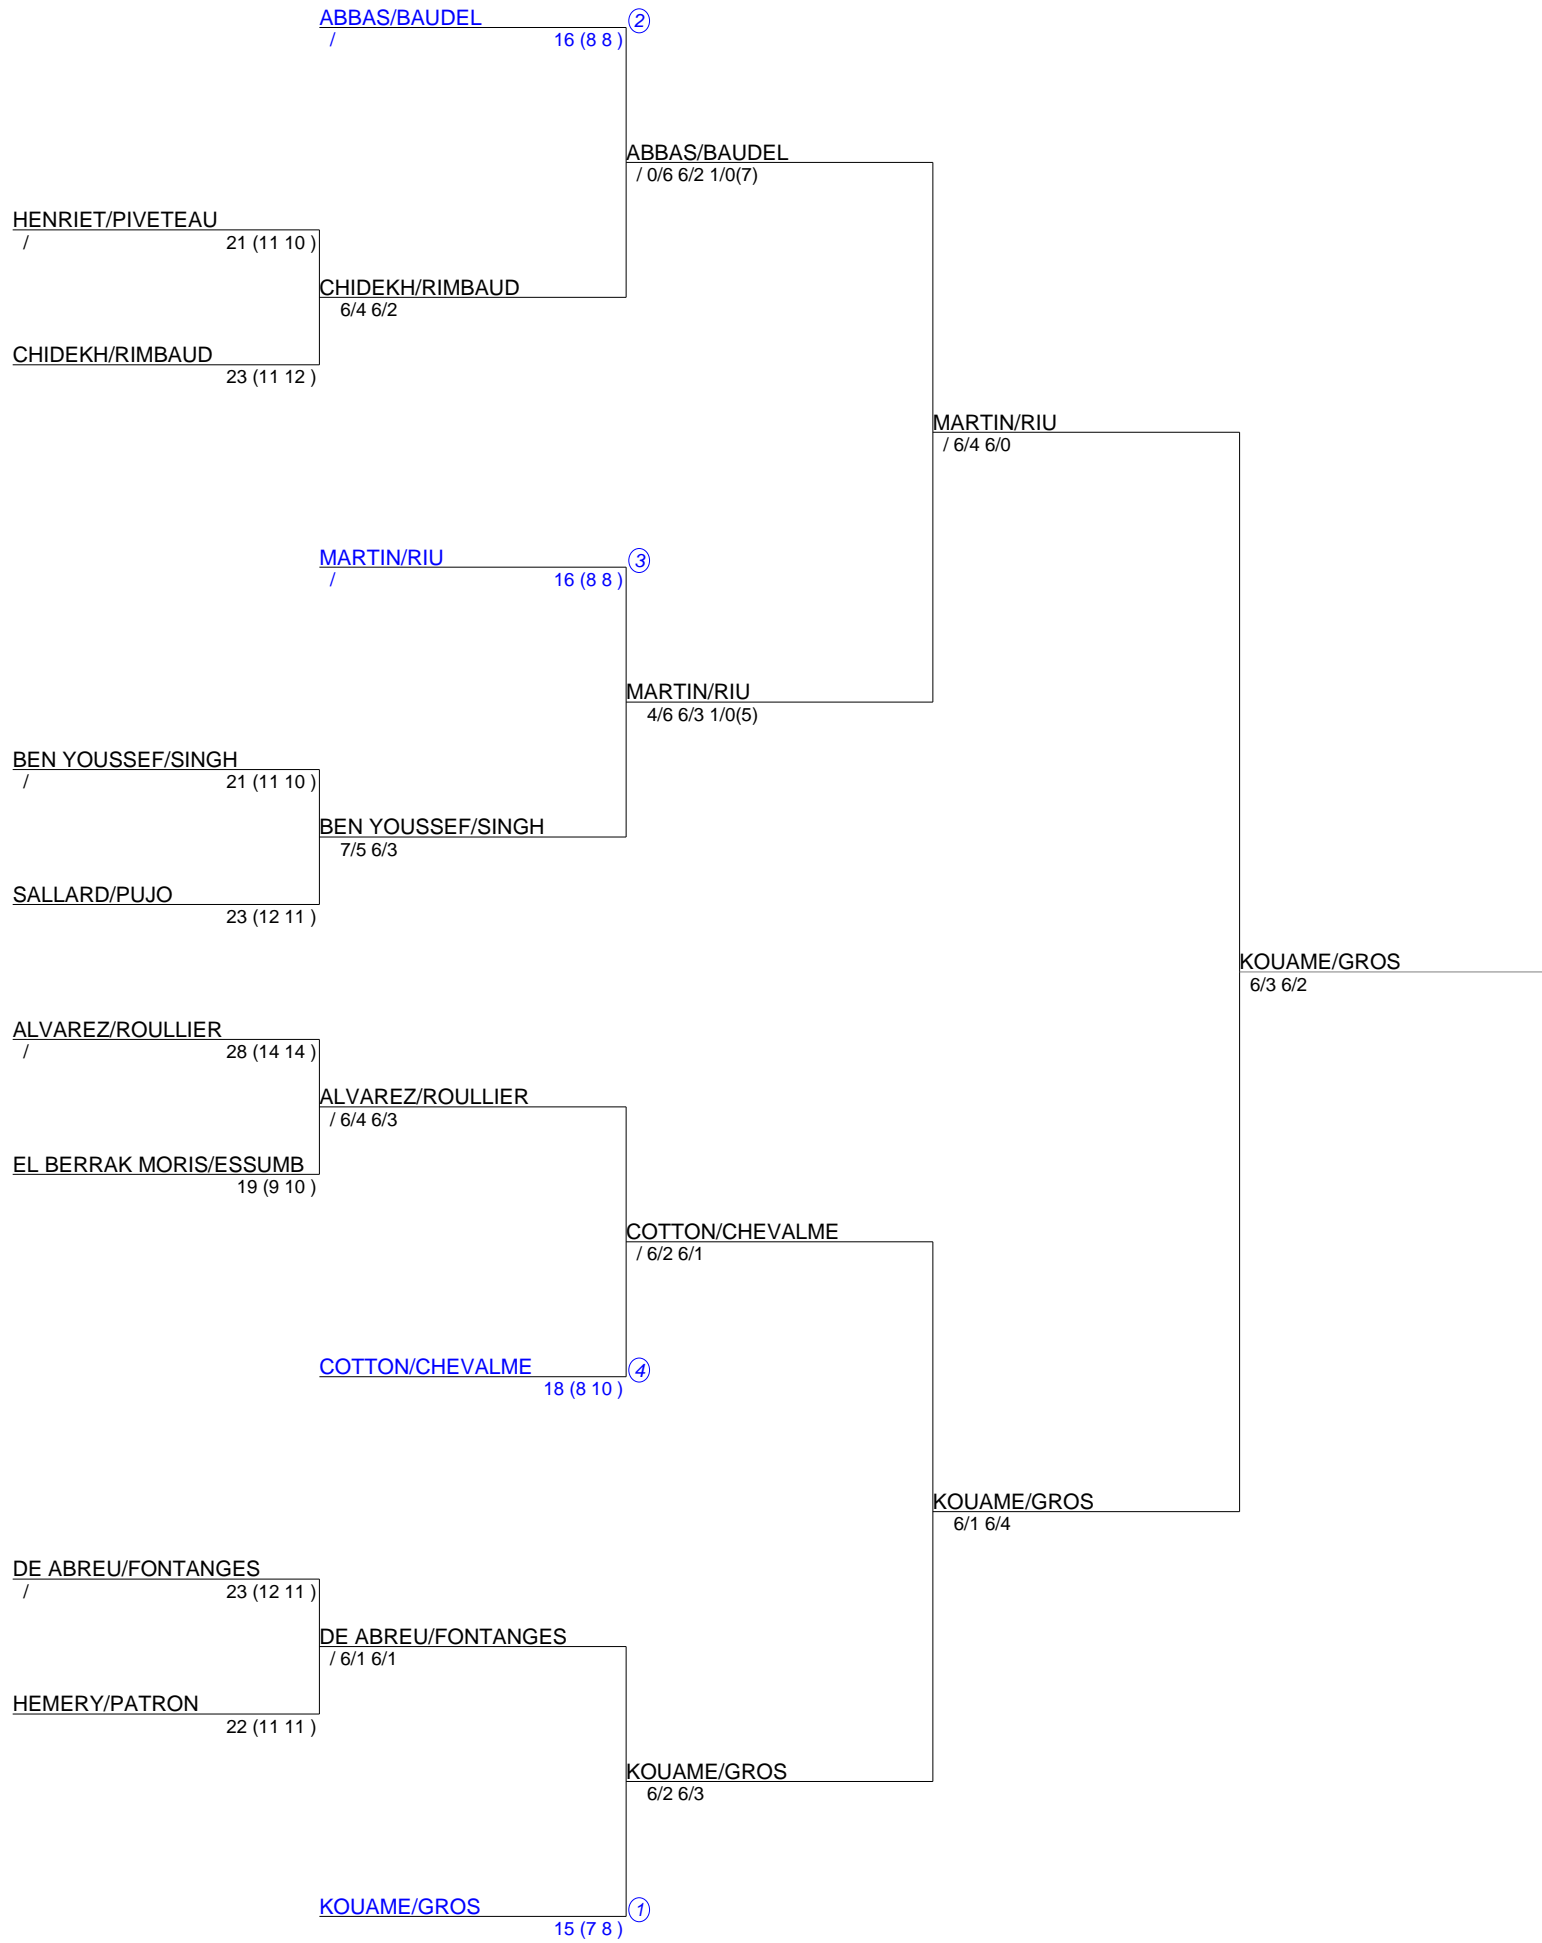 ABBAS/BAUDEL 2
/ 16 (8 8 )
ABBAS/BAUDEL
/ 0/6 6/2 1/0(7)
HENRIET/PIVETEAU
/ 21 (11 10 )
CHIDEKH/RIMBAUD
6/4 6/2
CHIDEKH/RIMBAUD
23 (11 12 )
MARTIN/RIU
/ 6/4 6/0
MARTIN/RIU 3
/ 16 (8 8 )
MARTIN/RIU
4/6 6/3 1/0(5)
BEN YOUSSEF/SINGH
/ 21 (11 10 )
BEN YOUSSEF/SINGH
7/5 6/3
SALLARD/PUJO
23 (12 11 )
KOUAME/GROS
6/3 6/2
ALVAREZ/ROULLIER
/ 28 (14 14 )
ALVAREZ/ROULLIER
/ 6/4 6/3
EL BERRAK MORIS/ESSUMB
19 (9 10 )
COTTON/CHEVALME
/ 6/2 6/1
COTTON/CHEVALME 4
18 (8 10 )
KOUAME/GROS
6/1 6/4
DE ABREU/FONTANGES
/ 23 (12 11 )
DE ABREU/FONTANGES
/ 6/1 6/1
HEMERY/PATRON
22 (11 11 )
KOUAME/GROS
6/2 6/3
KOUAME/GROS 1
15 (7 8 )